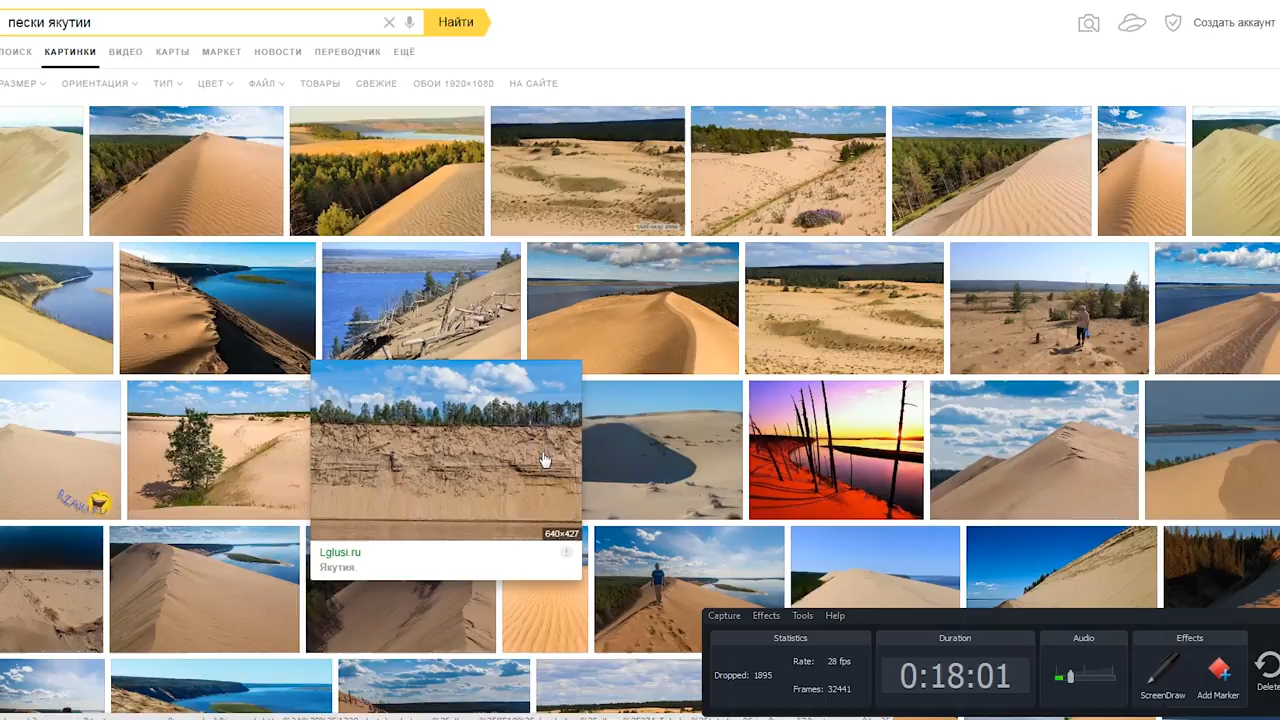 пески якутии
Найти
Создать аккаунт
ПОИСК КАРТИНКИ ВИДЕО КАРТЫ МАРКЕТ НОВОСТИ ПЕРЕВОДЧИК ЕЩЁ
РАЗМЕР ОРИЕНТАЦИЯ ТИП ЦВЕТ ФАЙЛ ТОВАРЫ СВЕЖИЕ ОБОИ 1920×1080 НА САЙТЕ
640×427
Lglusi.ru
Якутия.
Capture Effects Tools Help
Statistics Duration Audio Effects
Rate: 28 fps
Dropped: 1895
Frames: 32441
0:18:01
ScreenDraw Add Marker Delete